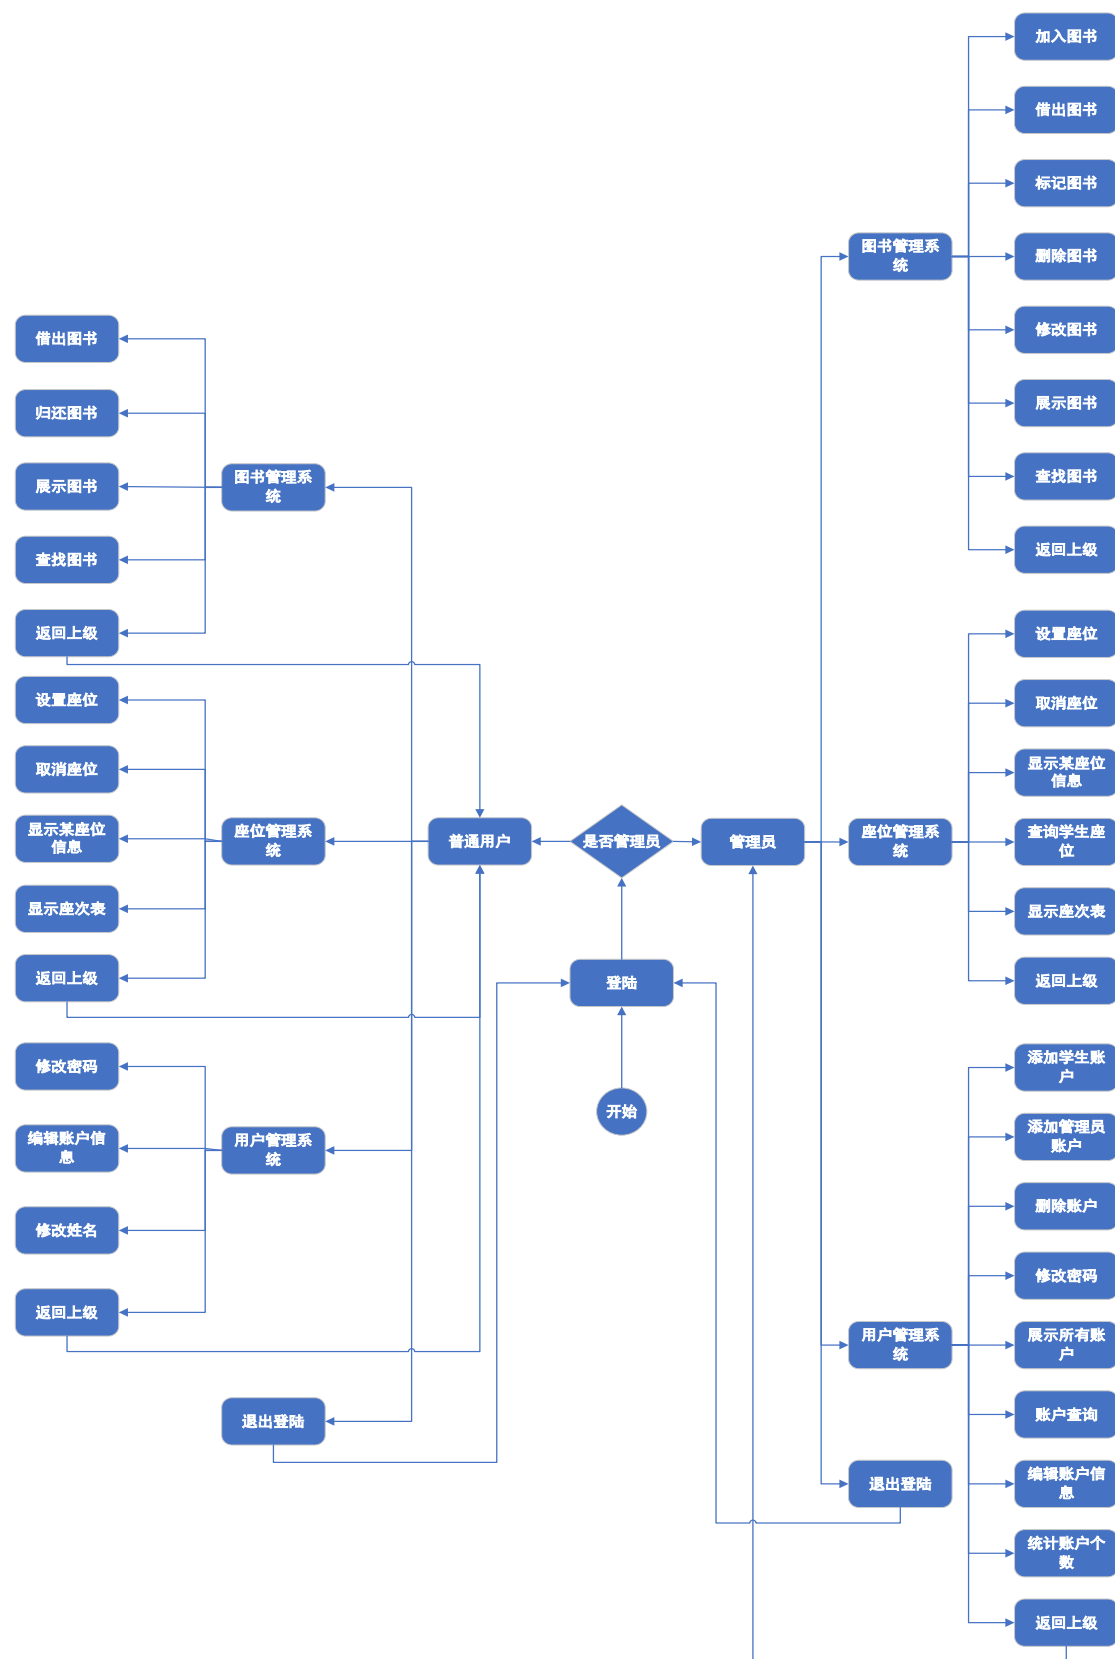 加入图书
借出图书
标记图书
图书管理系
统
删除图书
修改图书
展示图书
查找图书
返回上级
借出图书
归还图书
展示图书
图书管理系
统
查找图书
返回上级
设置座位
取消座位
显示某座位
信息
座位管理系
统
显示座次表
返回上级
普通用户
是否管理员
管理员
登陆
开始
设置座位
取消座位
显示某座位
信息
座位管理系
统
查询学生座
位
显示座次表
返回上级
修改密码
编辑账户信
息
用户管理系
统
修改姓名
返回上级
退出登陆
添加学生账
户
添加管理员
账户
删除账户
修改密码
用户管理系
统
展示所有账
户
账户查询
编辑账户信
息
退出登陆
统计账户个
数
返回上级